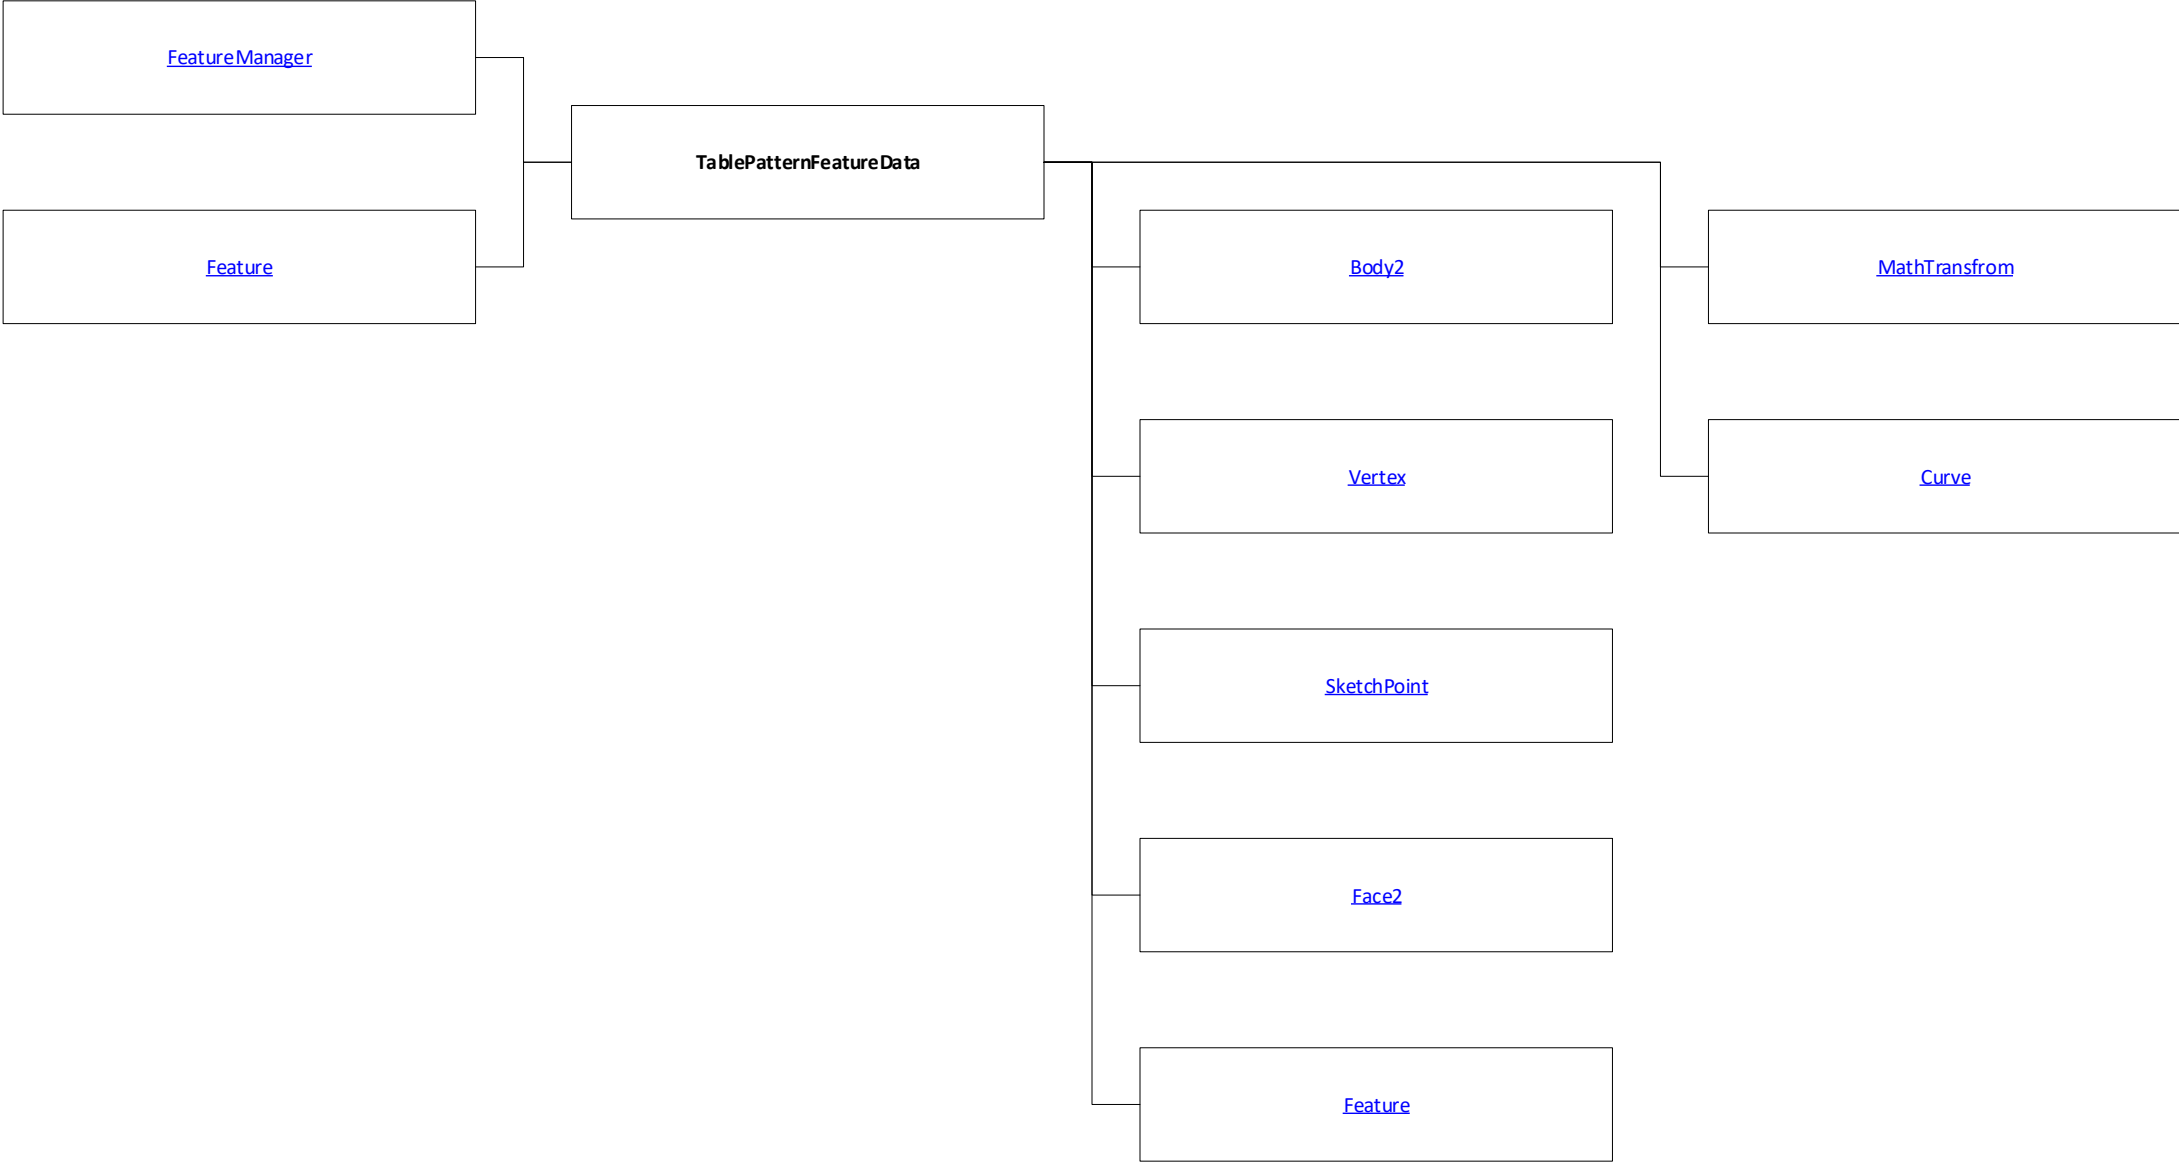 FeatureManager
TablePatternFeatureData
Feature
Body2
MathTransfrom
Vertex
Curve
SketchPoint
Face2
Feature